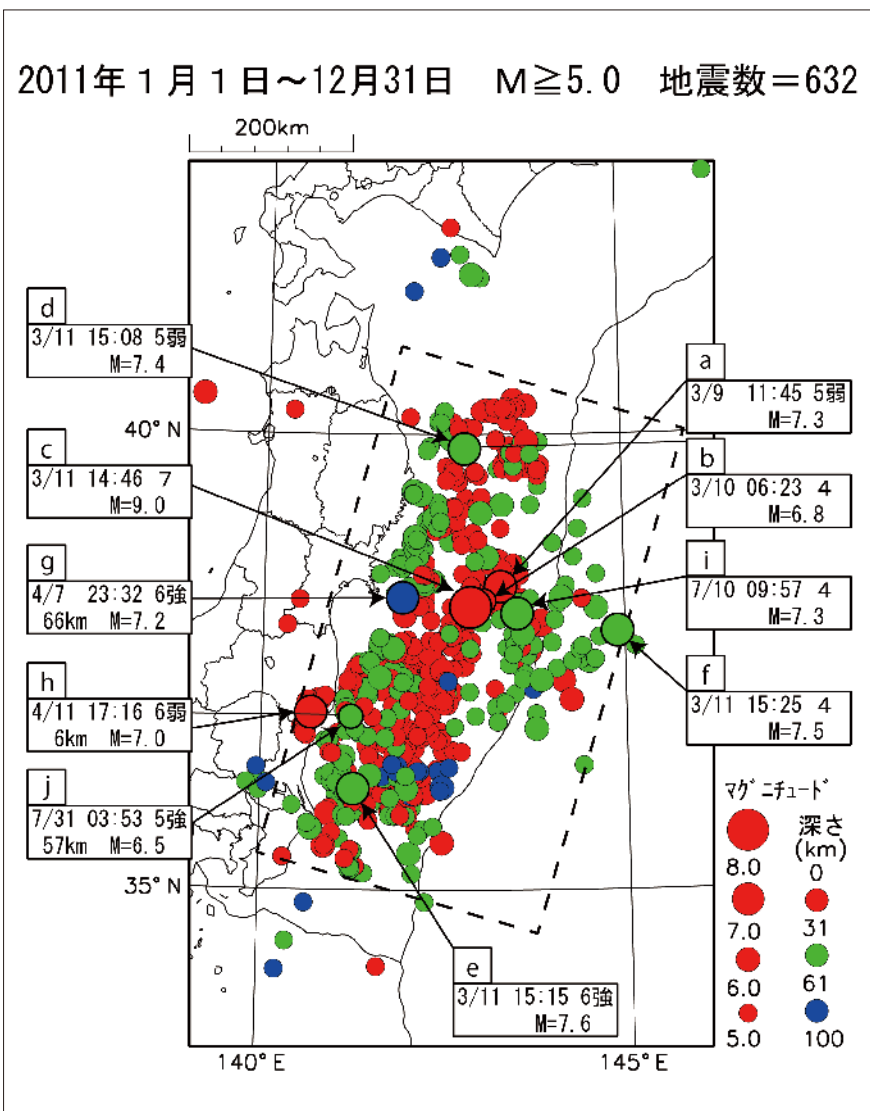 2011年１月１日～12月31日　M≧5.0　地震数＝632
200km
d
3/11 15:08 5弱
M=7.4
a
3/9 11:45 5弱
M=7.3
40°N
c
3/11 14:46 7
M=9.0
b
3/10 06:23 4
M=6.8
g
4/7 23:32 6強
66km M=7.2
i
7/10 09:57 4
M=7.3
h
4/11 17:16 6弱
6km M=7.0
f
3/11 15:25 4
M=7.5
j
7/31 03:53 5強
57km M=6.5
35°N
e
3/11 15:15 6強
M=7.6
ﾏｸﾞﾆﾁｭｰﾄﾞ
8.0
7.0
6.0
5.0
深さ
(km)
0
31
61
100
140°E
145°E